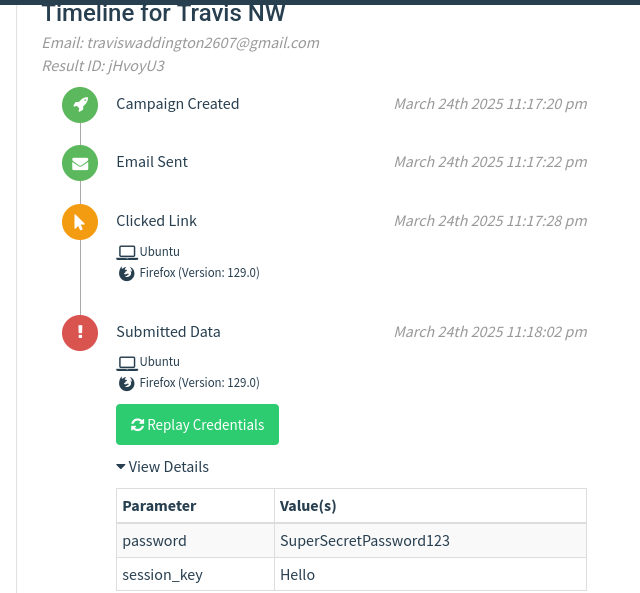 Timeline for Travis NW
Email: traviswaddington2607@gmail.com
Result ID: jHvoyU3
Campaign Created March 24th 2025 11:17:20 pm
Email Sent March 24th 2025 11:17:22 pm
Clicked Link March 24th 2025 11:17:28 pm
Ubuntu
Firefox (Version: 129.0)
Submitted Data March 24th 2025 11:18:02 pm
Ubuntu
Firefox (Version: 129.0)
Replay Credentials
View Details
Parameter Value(s)
password SuperSecretPassword123
session_key Hello